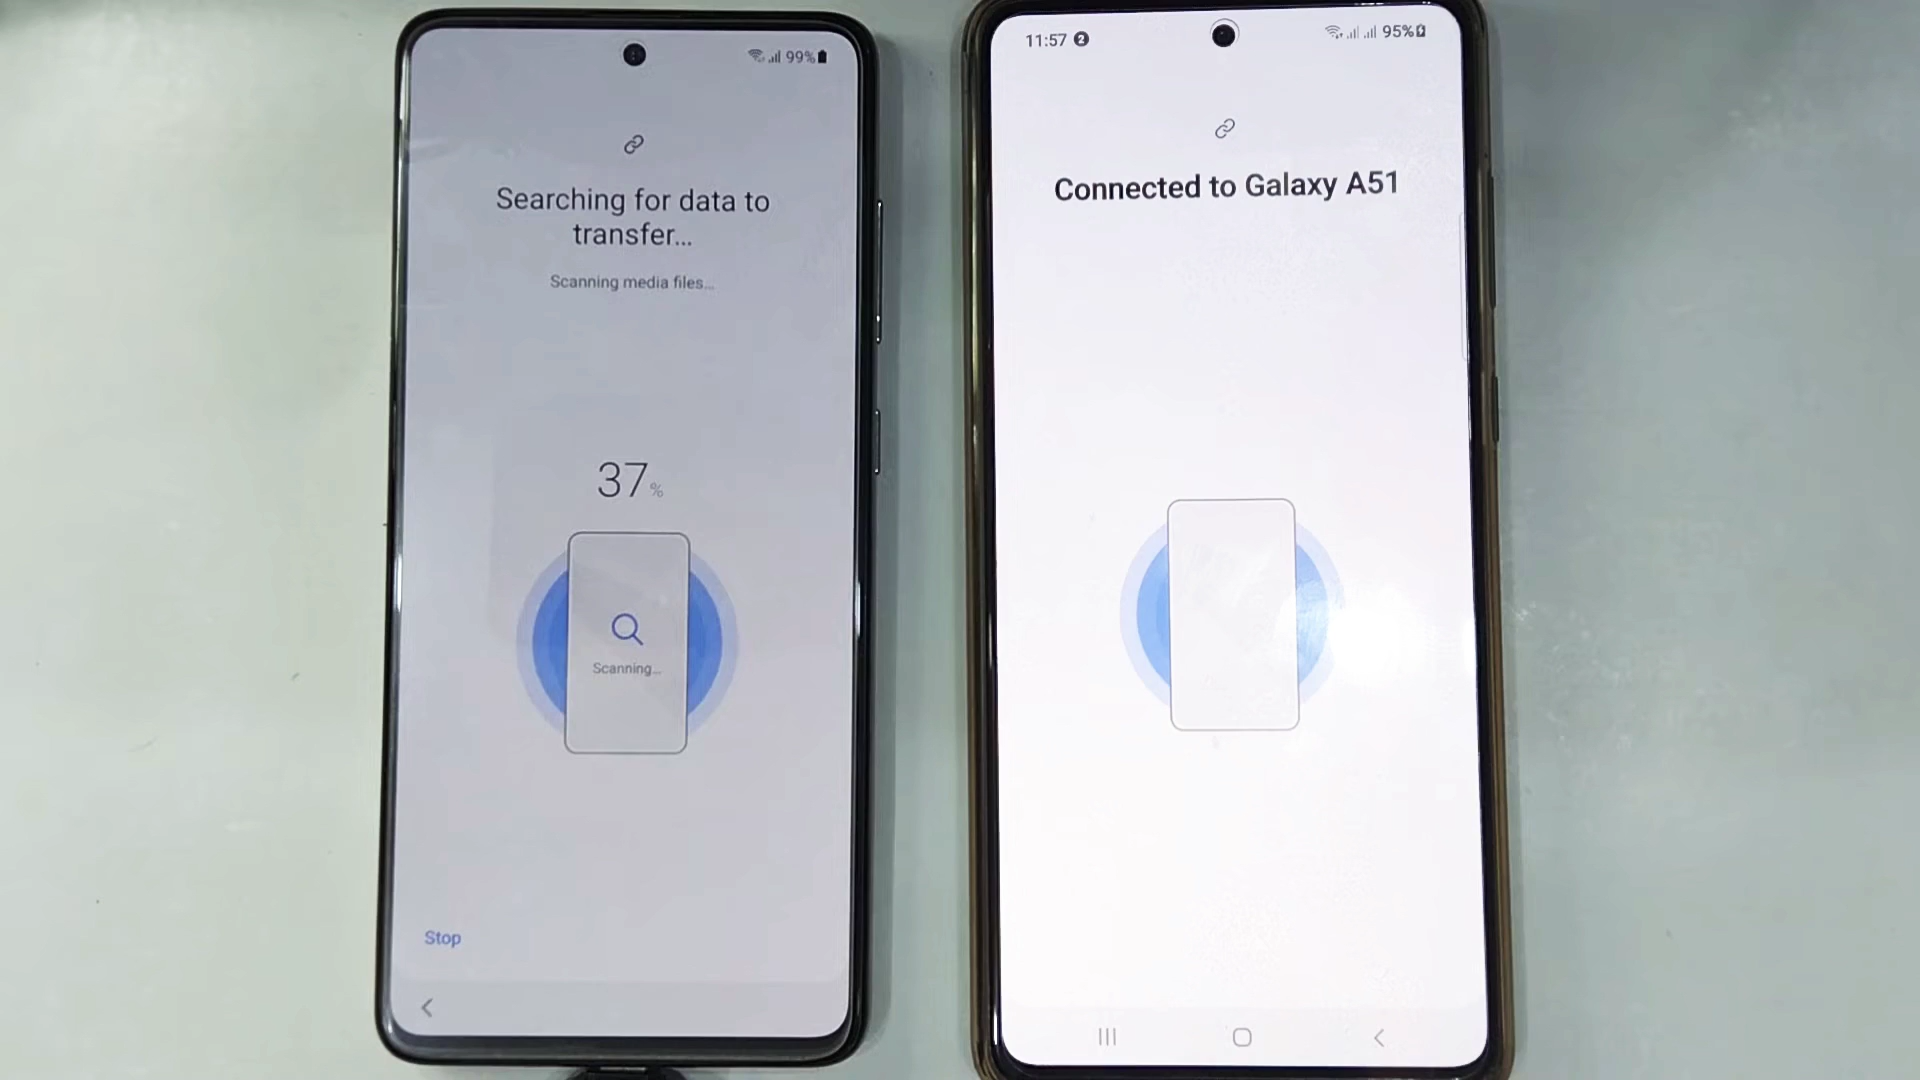 99%
Searching for data to
transfer...
Scanning media files...
37%
Scanning...
Stop
11:57 2
95%
Connected to Galaxy A51